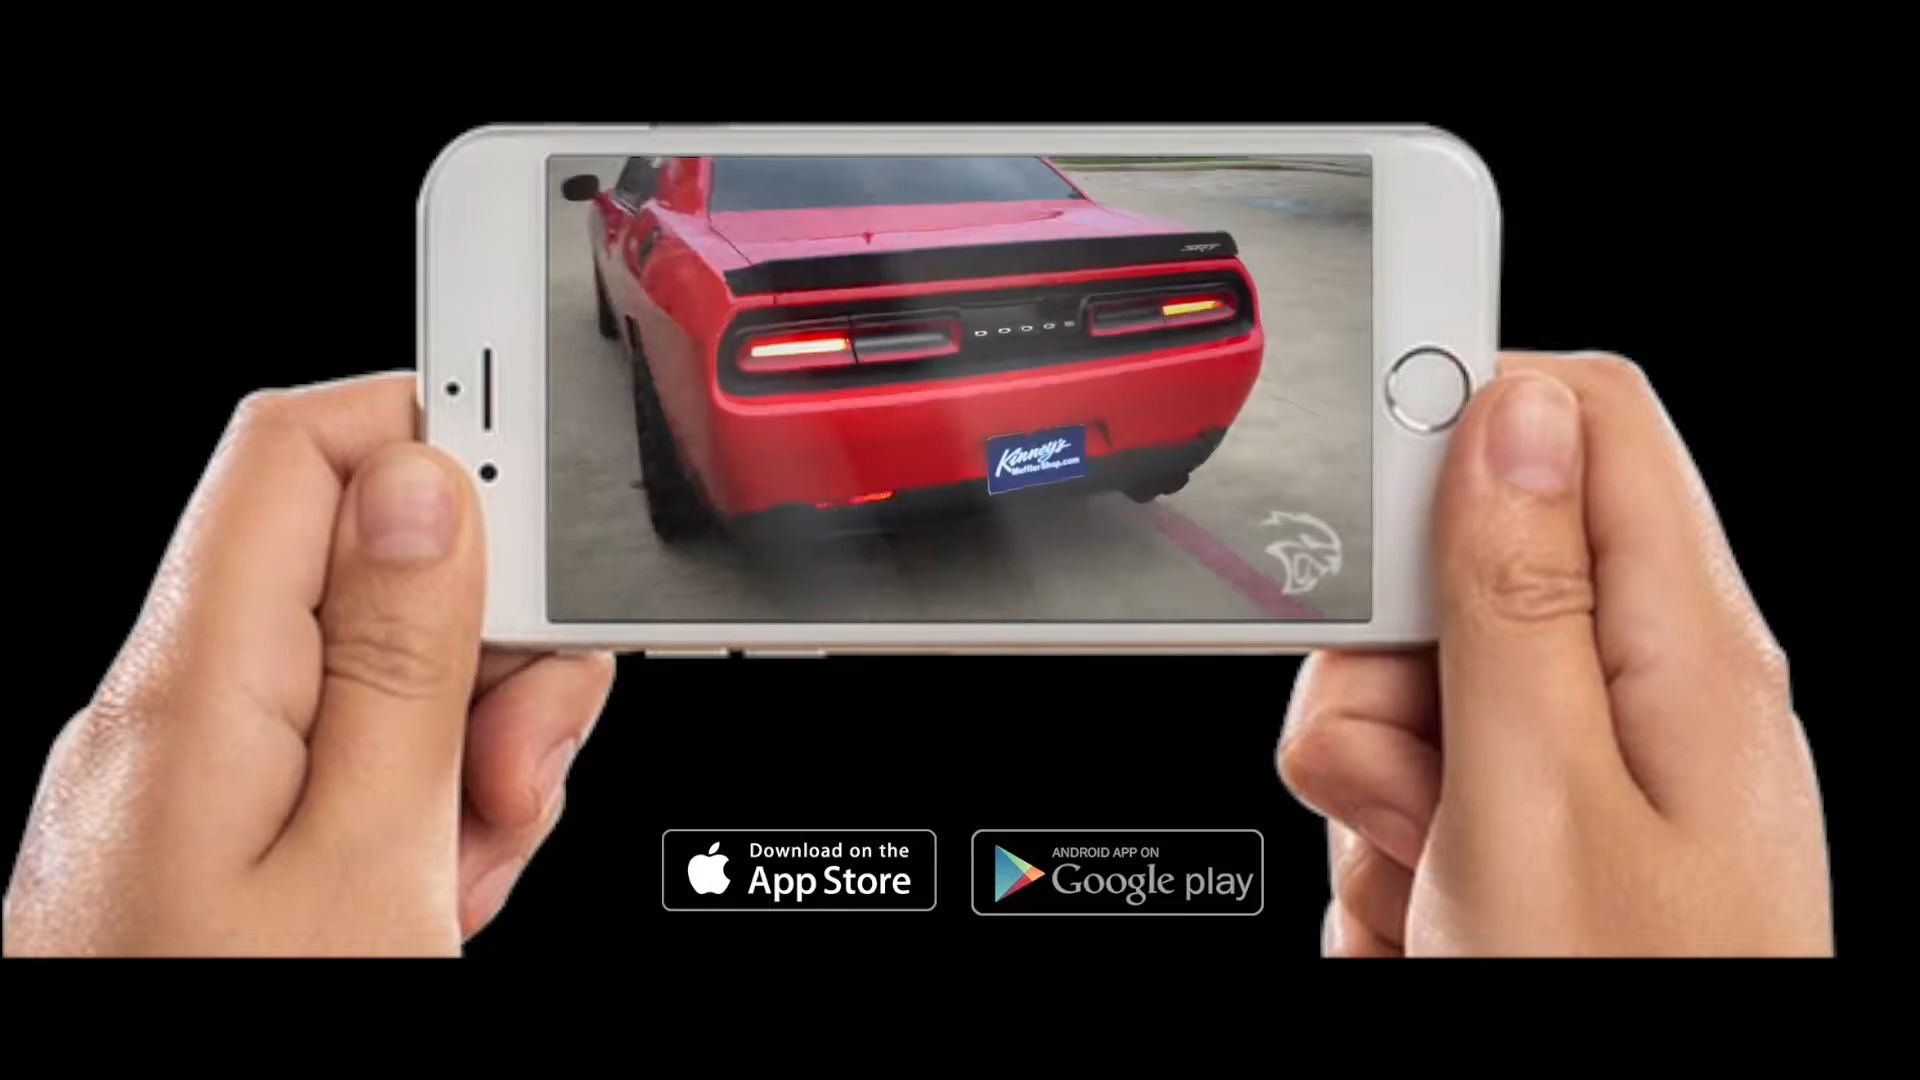 SRT
DODGE
Kinney's
MufflerShop.com
Download on the
App Store
ANDROID APP ON
Google play